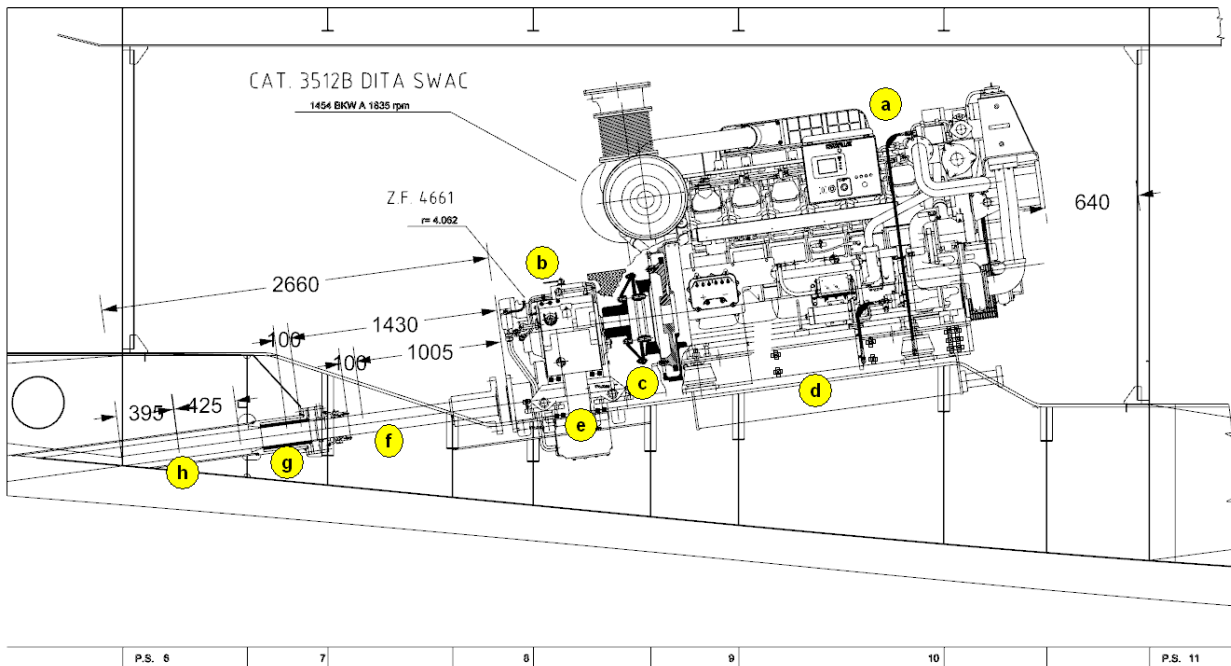 CAT. 3512B DITA SWAC
1454 BKW A 1835 rpm
a
Z.F. 4661
r= 4.062
640
b
2660
1430
100
1005
100
c
d
395
425
e
f
g
h
P.S. 6
7
8
9
10
P.S. 11